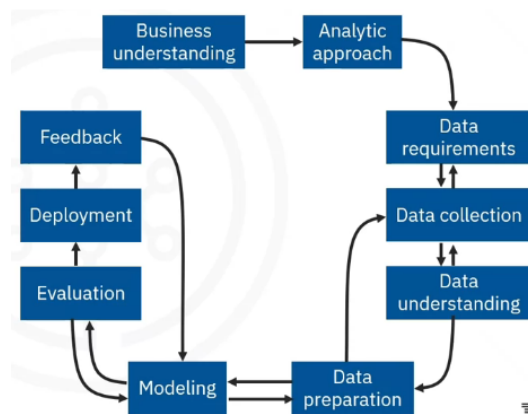 Business
understanding
Analytic
approach
Data
requirements
Data collection
Data
understanding
Data
preparation
Modeling
Evaluation
Deployment
Feedback